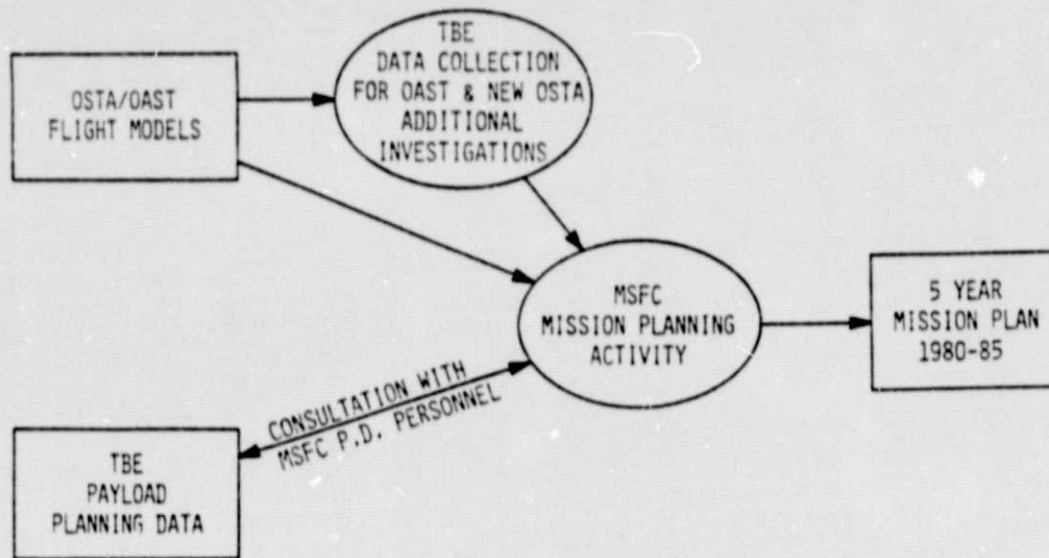 TBE
DATA COLLECTION
FOR OAST & NEW OSTA
ADDITIONAL
INVESTIGATIONS
OSTA/OAST
FLIGHT MODELS
MSFC
MISSION PLANNING
ACTIVITY
5 YEAR
MISSION PLAN
1980-85
CONSULTATION WITH
MSFC P.D. PERSONNEL
TBE
PAYLOAD
PLANNING DATA